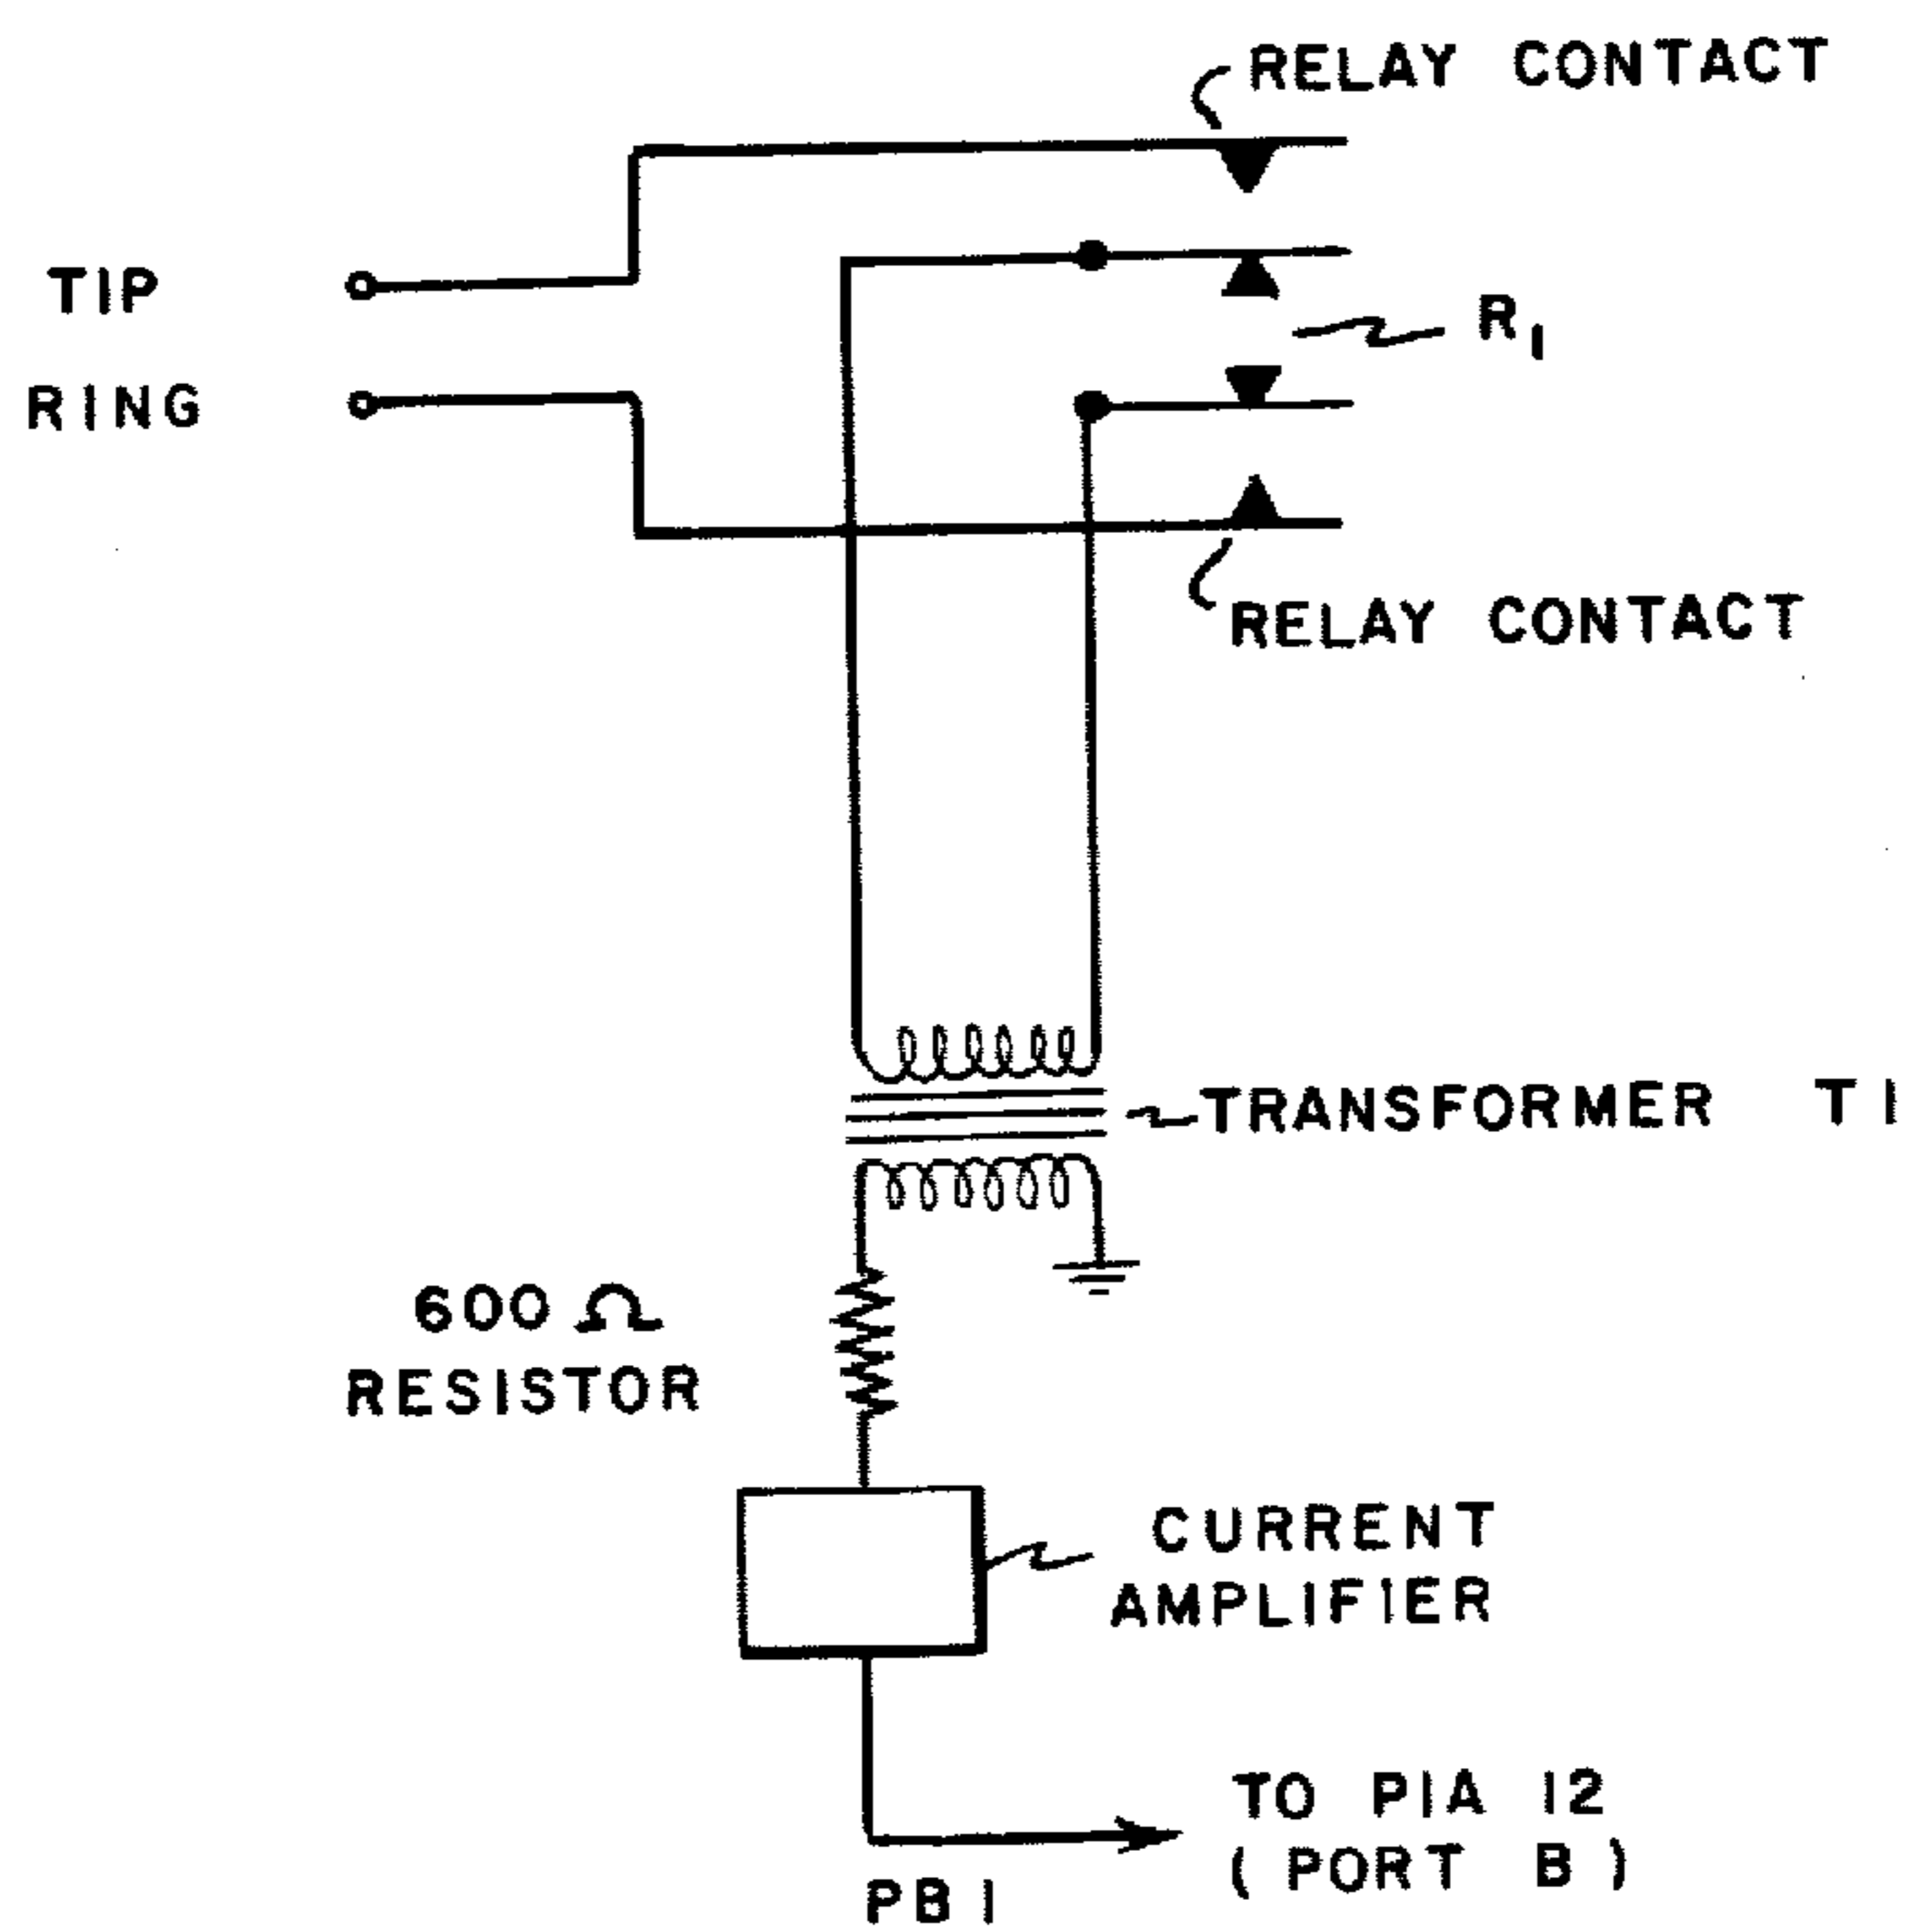 RELAY CONTACT
TIP
R1
RING
RELAY CONTACT
TRANSFORMER T1
600 Ω
RESISTOR
CURRENT
AMPLIFIER
TO PIA 12
(PORT B)
PB1